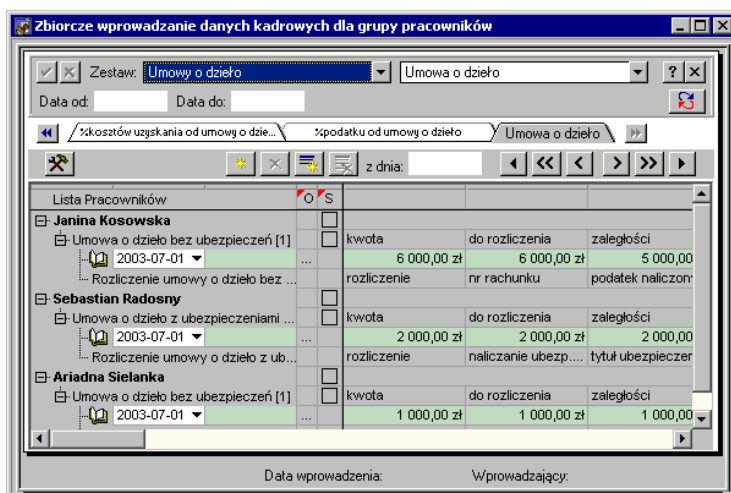 Zbiorcze wprowadzanie danych kadrowych dla grupy pracowników
Zestaw: Umowy o dzieło Umowa o dzieło ?
Data od: Data do:
%kosztów uzyskania od umowy o dzie... %podatku od umowy o dzieło Umowa o dzieło
z dnia:
Lista Pracowników O S
Janina Kosowska
Umowa o dzieło bez ubezpieczeń [1] kwota do rozliczenia zaległości
2003-07-01 ... 6 000,00 zł 6 000,00 zł 5 000,00
Rozliczenie umowy o dzieło bez ... rozliczenie nr rachunku podatek naliczon
Sebastian Radosny
Umowa o dzieło z ubezpieczeniami ... kwota do rozliczenia zaległości
2003-07-01 ... 2 000,00 zł 2 000,00 zł 2 000,00
Rozliczenie umowy o dzieło z ub... rozliczenie naliczanie ubezp.... tytuł ubezpieczer
Ariadna Sielanka
Umowa o dzieło bez ubezpieczeń [1] kwota do rozliczenia zaległości
2003-07-01 ... 1 000,00 zł 1 000,00 zł 1 000,00
Data wprowadzenia: Wprowadzający: